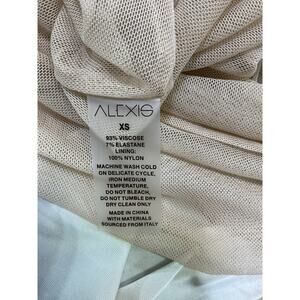 ALEXIS
XS
93% VISCOSE
7% ELASTANE
LINING:
100% NYLON
MACHINE WASH COLD
ON DELICATE CYCLE,
IRON MEDIUM
TEMPERATURE,
DO NOT BLEACH,
DO NOT TUMBLE DRY
DRY CLEAN ONLY
MADE IN CHINA
WITH MATERIALS
SOURCED FROM ITALY